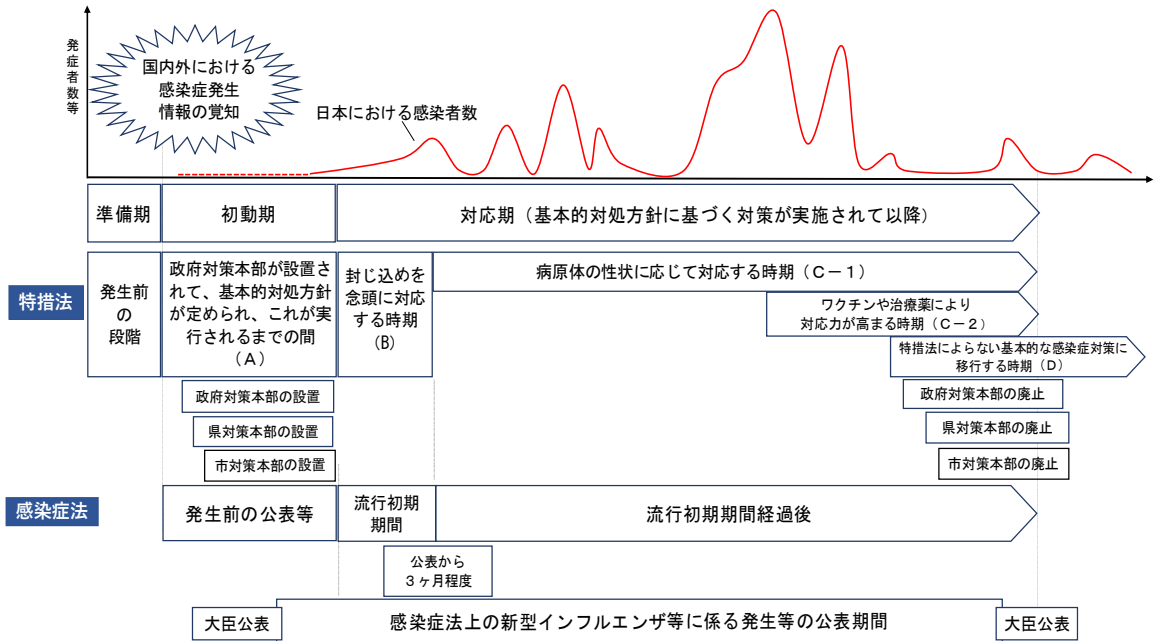 発症者数等
国内外における
感染症発生
情報の覚知
日本における感染者数
準備期
初動期
対応期（基本的対処方針に基づく対策が実施されて以降）
特措法
発生前
の
段階
政府対策本部が設置さ
れて、基本的対処方針
が定められ、これが実
行されるまでの間
（Ａ）
封じ込めを
念頭に対応
する時期
(B)
病原体の性状に応じて対応する時期（Ｃ－１）
ワクチンや治療薬により
対応力が高まる時期（Ｃ－２）
特措法によらない基本的な感染症対策に
移行する時期（Ｄ）
政府対策本部の設置
県対策本部の設置
市対策本部の設置
政府対策本部の廃止
県対策本部の廃止
市対策本部の廃止
感染症法
発生前の公表等
流行初期
期間
流行初期期間経過後
公表から
３ヶ月程度
大臣公表
感染症法上の新型インフルエンザ等に係る発生等の公表期間
大臣公表